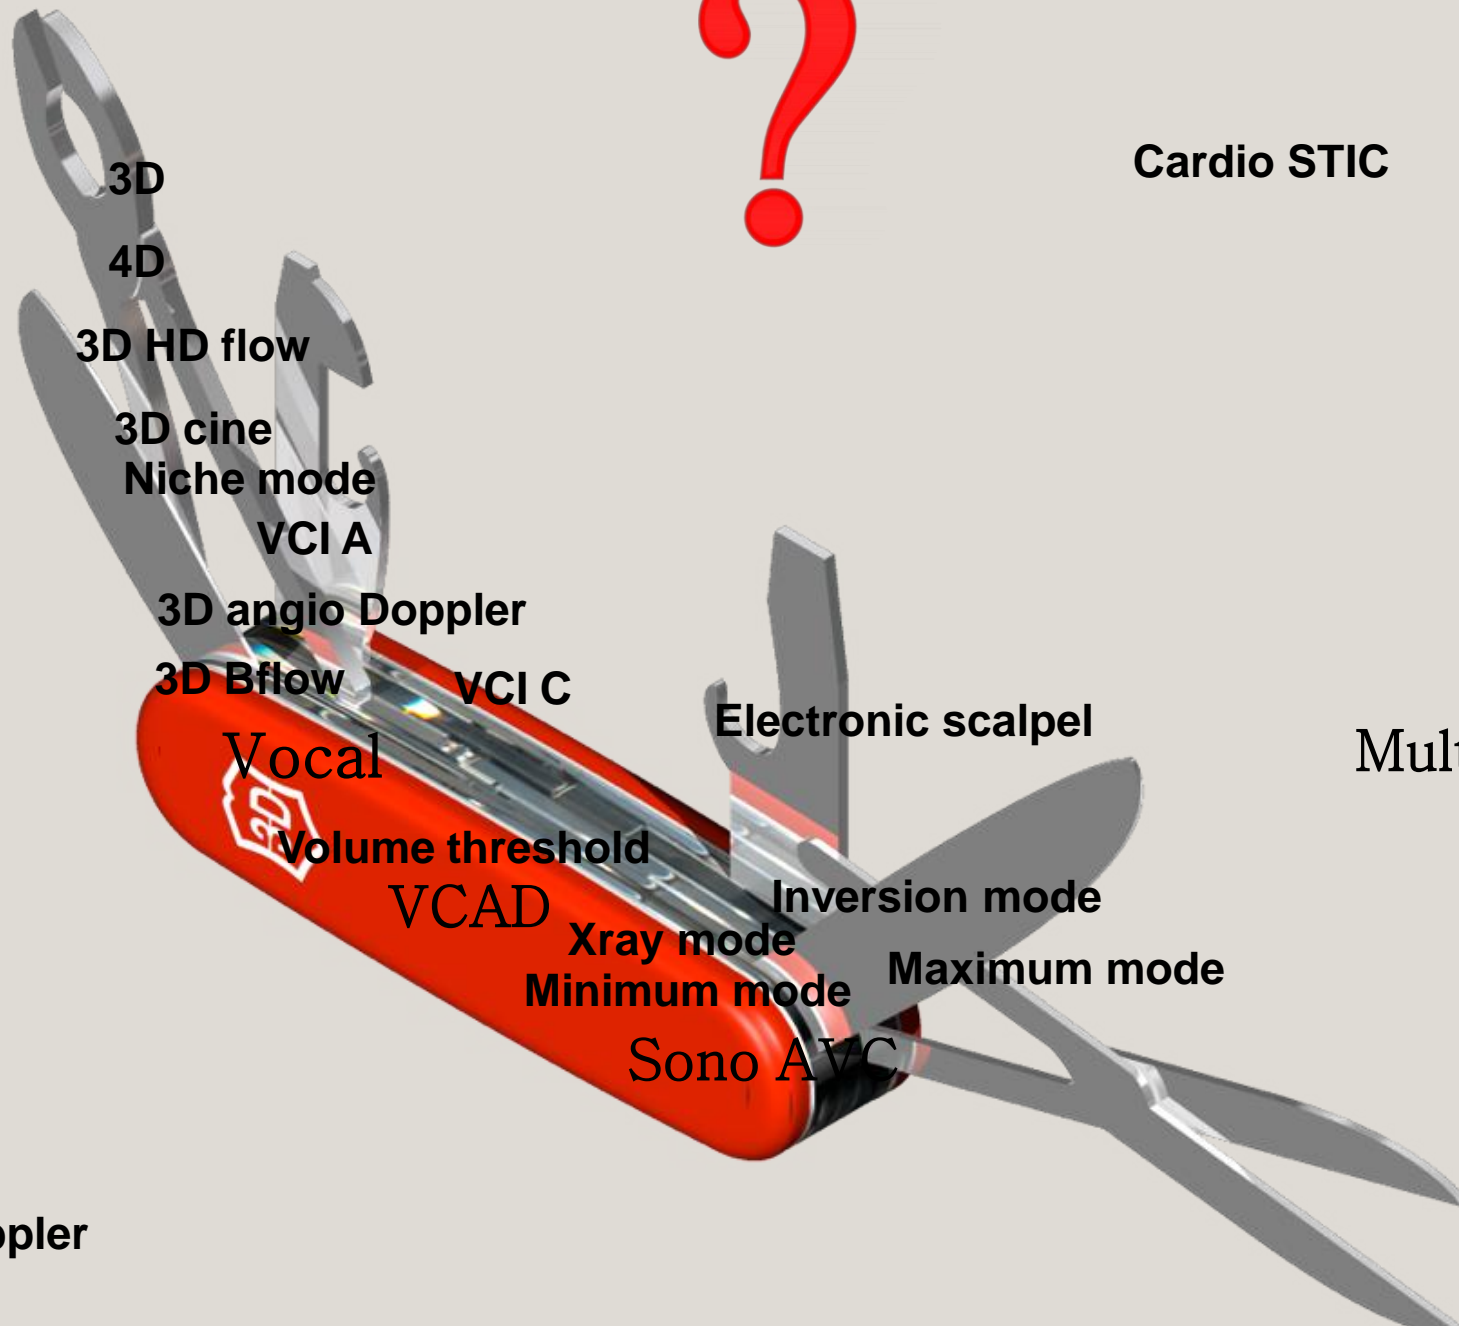 ?
Cardio STIC
3D
4D
3D HD flow
3D cine
Niche mode
VCI A
3D angio Doppler
3D Bflow
VCI C
Electronic scalpel
Vocal
Volume threshold
VCAD
Inversion mode
Xray mode
Maximum mode
Minimum mode
Sono AVC